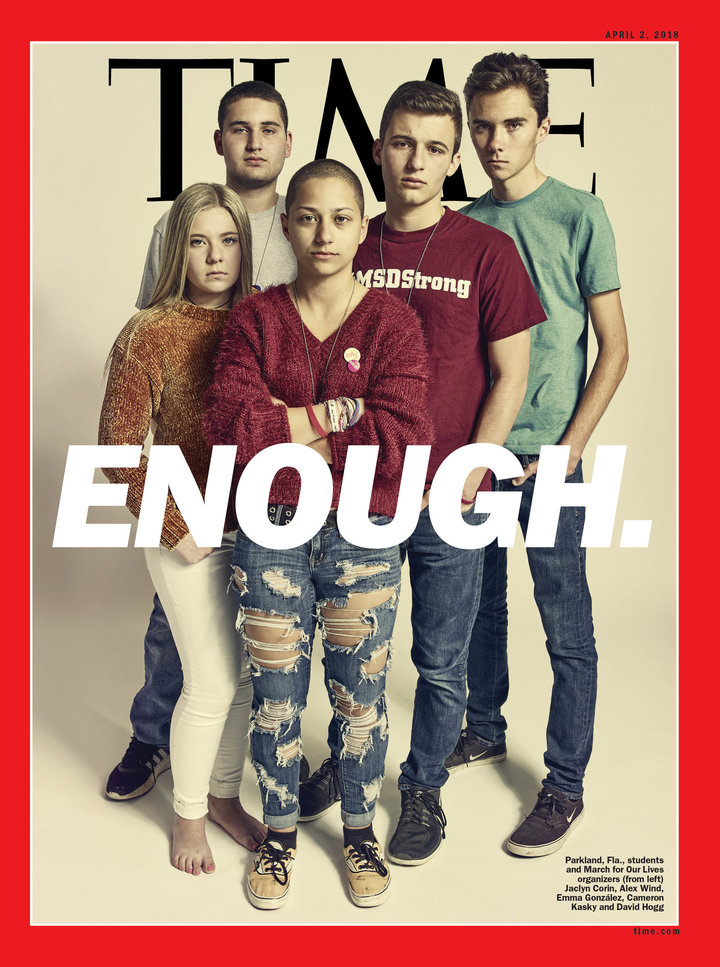 APRIL 2, 2018
TIME
#MSDStrong
ENOUGH.
Parkland, Fla., students
and March for Our Lives
organizers (from left)
Jaclyn Corin, Alex Wind,
Emma González, Cameron
Kasky and David Hogg
time.com